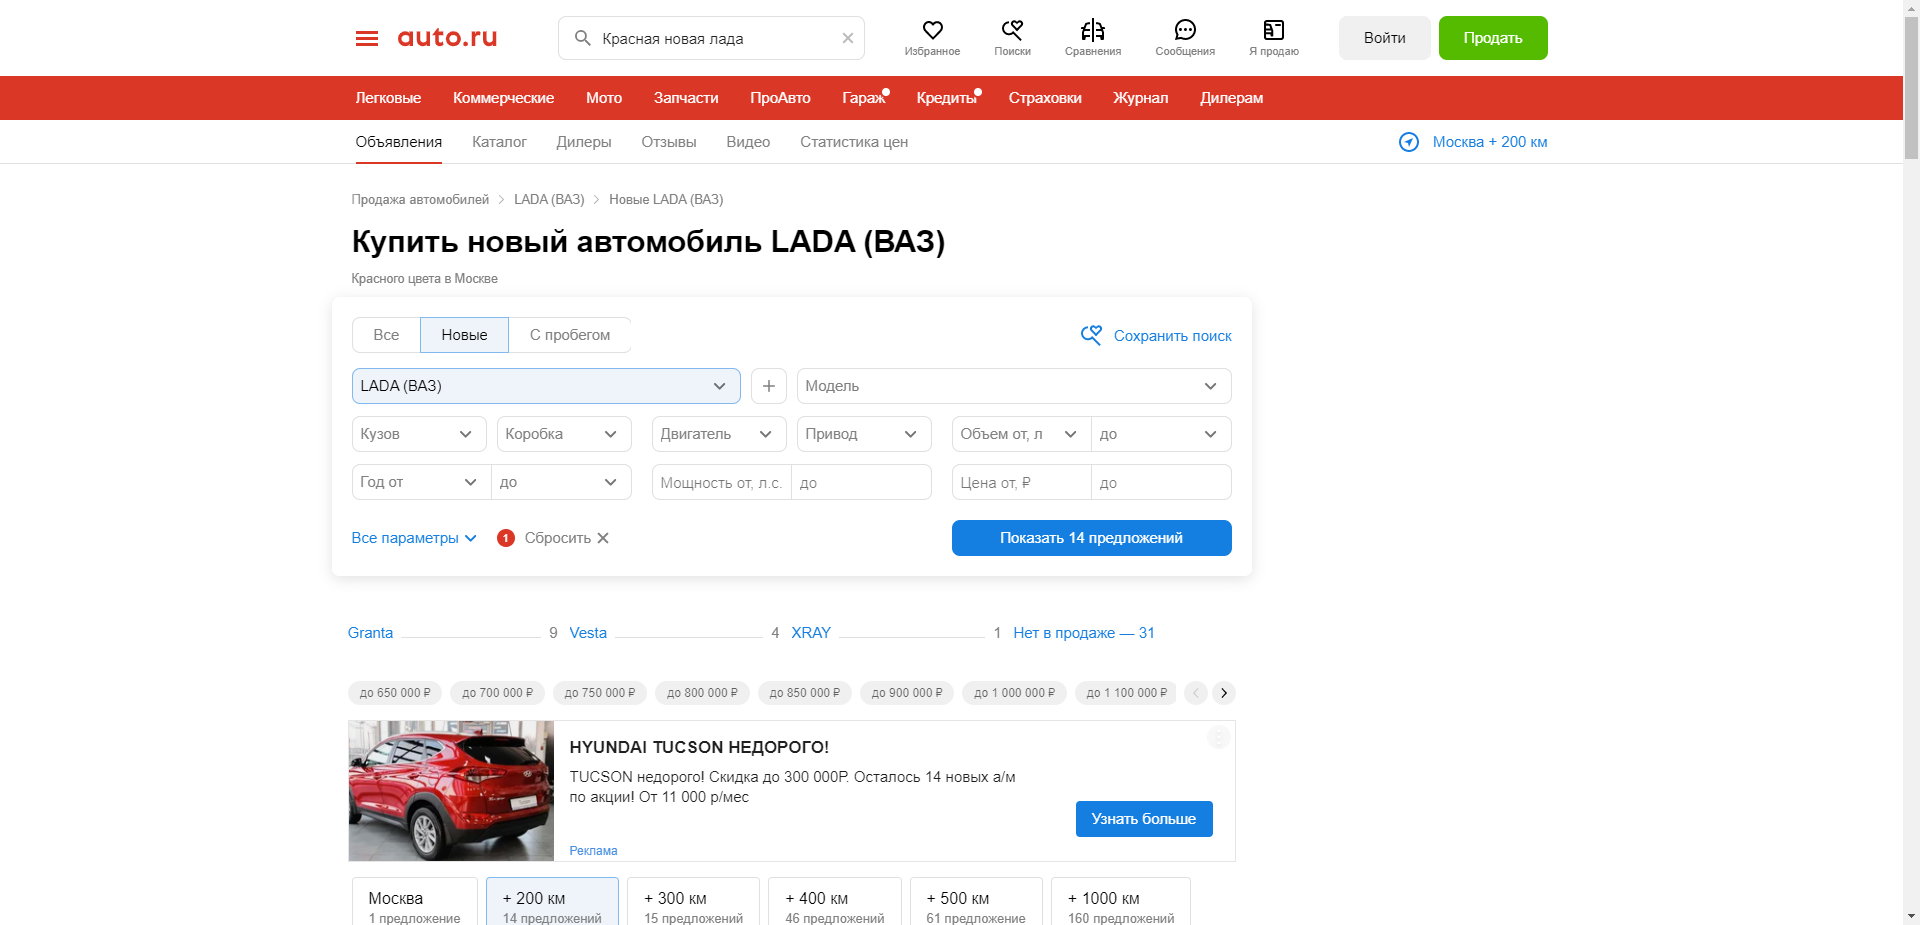 auto.ru
Красная новая лада
Избранное
Поиски
Сравнения
Сообщения
Я продаю
Войти
Продать
Легковые
Коммерческие
Мото
Запчасти
ПроАвто
Гараж
Кредиты
Страховки
Журнал
Дилерам
Объявления
Каталог
Дилеры
Отзывы
Видео
Статистика цен
Москва + 200 км
Продажа автомобилей
LADA (ВАЗ)
Новые LADA (ВАЗ)
Купить новый автомобиль LADA (ВАЗ)
Красного цвета в Москве
Все
Новые
С пробегом
Сохранить поиск
LADA (ВАЗ)
Модель
Кузов
Коробка
Двигатель
Привод
Объем от, л
до
Год от
до
Мощность от, л.с.
до
Цена от, ₽
до
Все параметры
1
Сбросить
Показать 14 предложений
Granta 9
Vesta 4
XRAY 1
Нет в продаже — 31
до 650 000 ₽
до 700 000 ₽
до 750 000 ₽
до 800 000 ₽
до 850 000 ₽
до 900 000 ₽
до 1 000 000 ₽
до 1 100 000 ₽
HYUNDAI TUCSON НЕДОРОГО!
TUCSON недорого! Скидка до 300 000Р. Осталось 14 новых а/м
по акции! От 11 000 р/мес
Узнать больше
Реклама
Москва
1 предложение
+ 200 км
14 предложений
+ 300 км
15 предложений
+ 400 км
46 предложений
+ 500 км
61 предложение
+ 1000 км
160 предложений